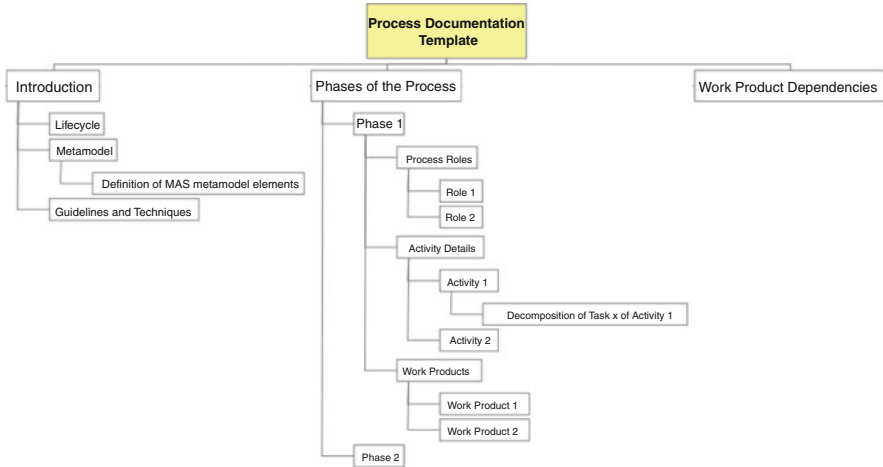 Process Documentation
Template
Introduction
Lifecycle
Metamodel
Definition of MAS metamodel elements
Guidelines and Techniques
Phases of the Process
Phase 1
Process Roles
Role 1
Role 2
Activity Details
Activity 1
Decomposition of Task x of Activity 1
Activity 2
Work Products
Work Product 1
Work Product 2
Phase 2
Work Product Dependencies